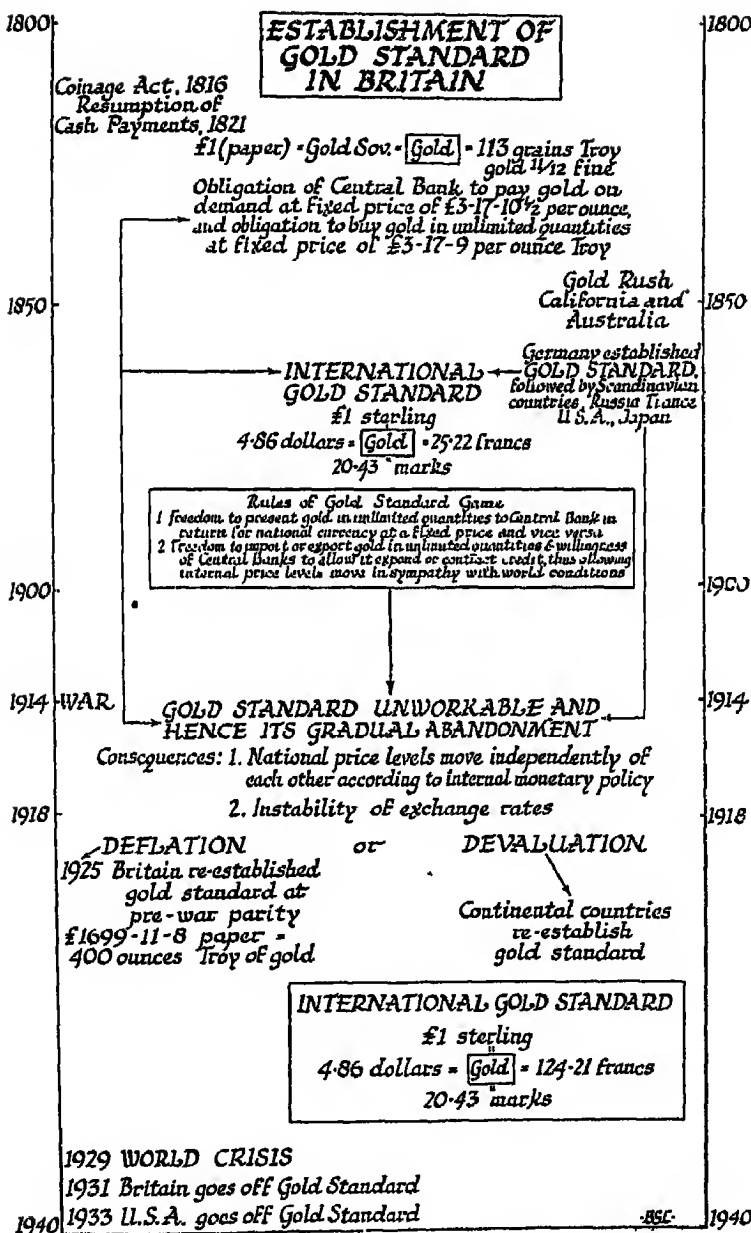 1800
1800
ESTABLISHMENT OF
GOLD STANDARD
IN BRITAIN
Coinage Act, 1816
Resumption of
Cash Payments, 1821
£1 (paper) = Gold Sov. = Gold = 113 grains Troy
gold 11/12 fine
Obligation of Central Bank to pay gold on
demand at fixed price of £3-17-10½ per ounce,
and obligation to buy gold in unlimited quantities
at fixed price of £3-17-9 per ounce Troy
1850
1850
Gold Rush
California and
Australia
Germany established
GOLD STANDARD,
followed by Scandinavian
countries, Russia France
U.S.A., Japan
INTERNATIONAL
GOLD STANDARD
£1 sterling
4·86 dollars = Gold = 25·22 francs
20·43 marks
Rules of Gold Standard Game
1 Freedom to present gold in unlimited quantities to Central Bank in
return for national currency at a fixed price and vice versa
2 Freedom to import or export gold in unlimited quantities & willingness
of Central Banks to allow it expand or contract credit, thus allowing
internal price levels move in sympathy with world conditions
1900
1900
1914
WAR
1914
GOLD STANDARD UNWORKABLE AND
HENCE ITS GRADUAL ABANDONMENT
Consequences: 1. National price levels move independently of
each other according to internal monetary policy
2. Instability of exchange rates
1918
1918
DEFLATION or DEVALUATION
1925 Britain re-established
gold standard at
pre-war parity
£1699-11-8 paper =
400 ounces Troy of gold
Continental countries
re-establish
gold standard
INTERNATIONAL GOLD STANDARD
£1 sterling
4·86 dollars = Gold = 124·21 francs
20·43 marks
1929 WORLD CRISIS
1931 Britain goes off Gold Standard
1933 U.S.A. goes off Gold Standard
1940
-BSC-
1940